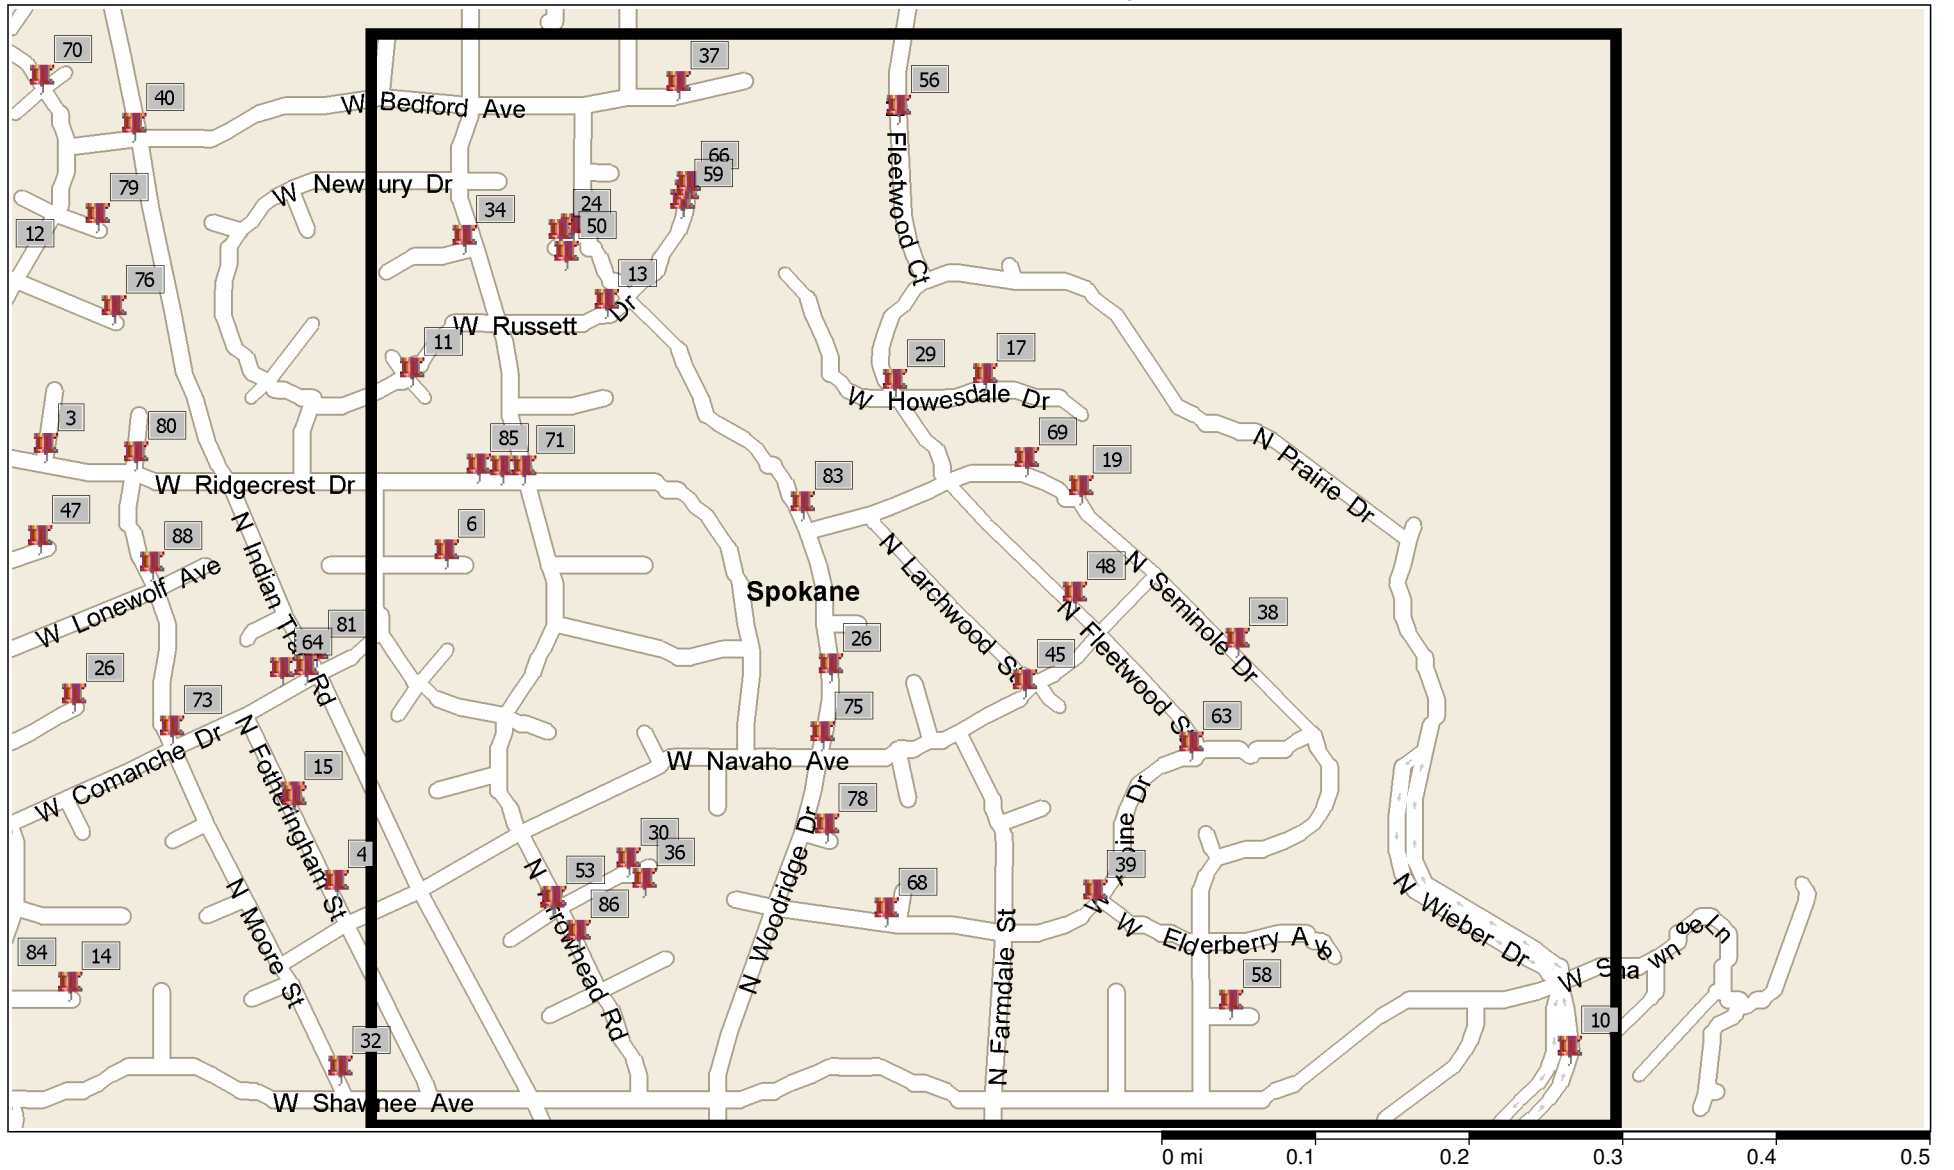 37
70
56
40
W Bedford Ave
66
59
79
W Newbury Dr
Fleetwood Ct
24
34
50
12
76
13
Dr
W Russett
11
29
17
W Howesdale Dr
3
80
85
71
69
19
N Prairie Dr
83
W Ridgecrest Dr
47
6
88
N Indian Trail Rd
48
N Seminole Dr
W Lonewolf Ave
Spokane
N Larchwood St
N Fleetwood St
38
81
64
26
45
26
73
75
63
W Comanche Dr
N Fotheringham St
W Navaho Ave
15
78
30
36
4
53
39
68
86
N Arrowhead Rd
N Woodridge Dr
N Moore St
N Farmdale St
W Elderberry Ave
N Wieber Dr
W Shawnee Ln
84
14
58
10
32
W Shawnee Ave
0 mi 0.1 0.2 0.3 0.4 0.5